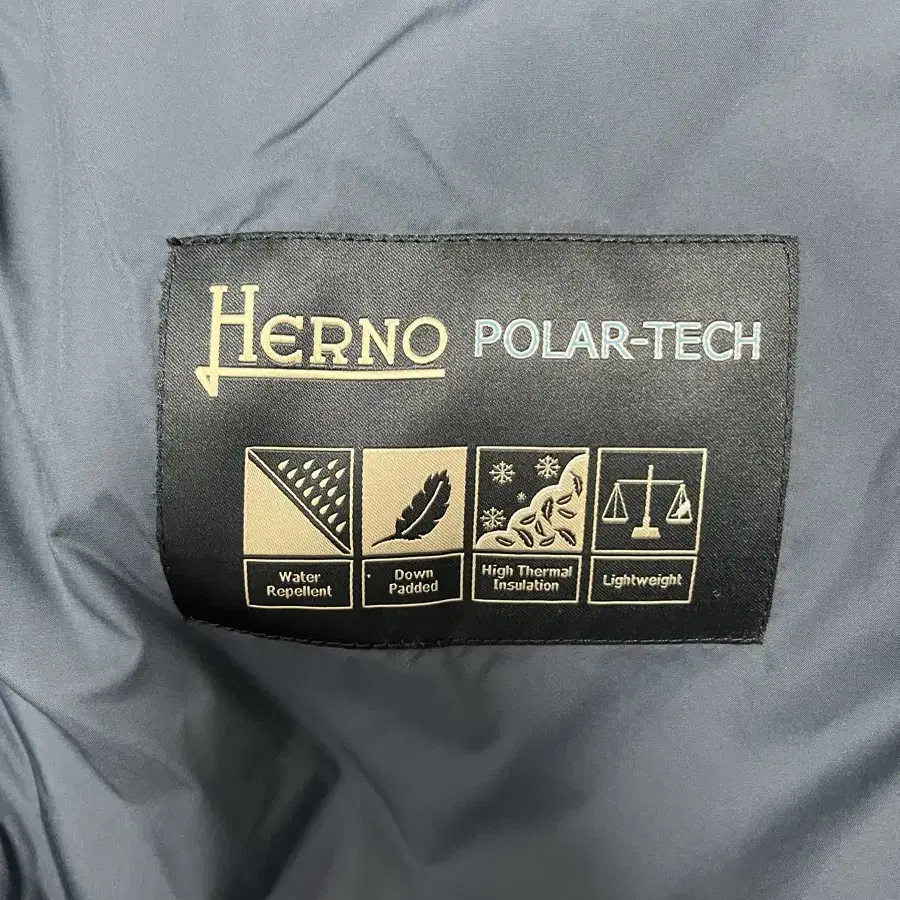 HERNO POLAR-TECH
Water Repellent
Down Padded
High Thermal Insulation
Lightweight